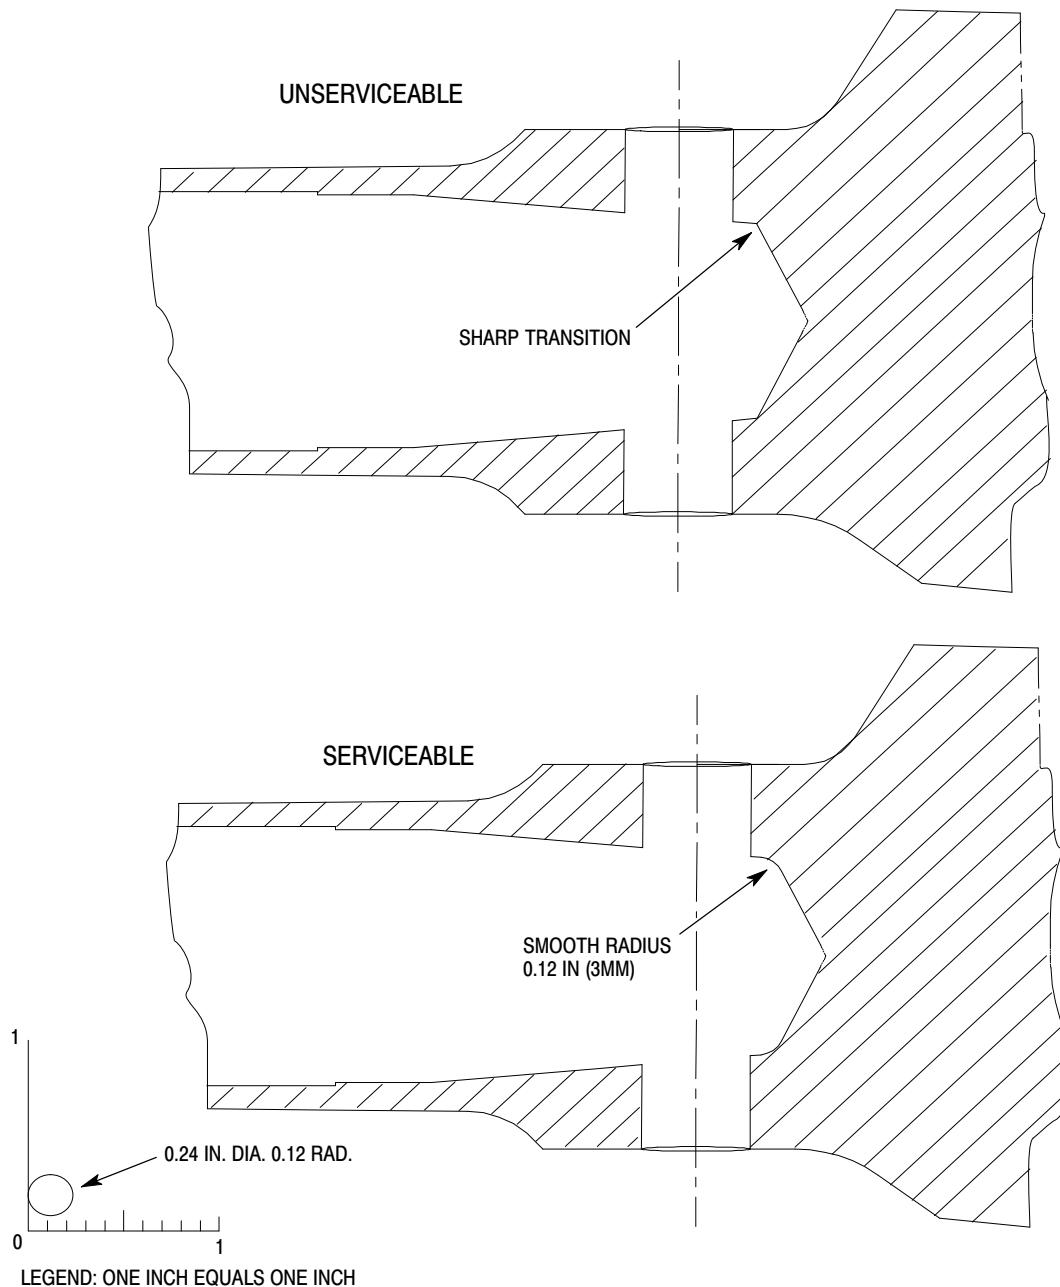 UNSERVICEABLE
SHARP TRANSITION
SERVICEABLE
SMOOTH RADIUS
0.12 IN (3MM)
1
0.24 IN. DIA. 0.12 RAD.
0
1
LEGEND: ONE INCH EQUALS ONE INCH